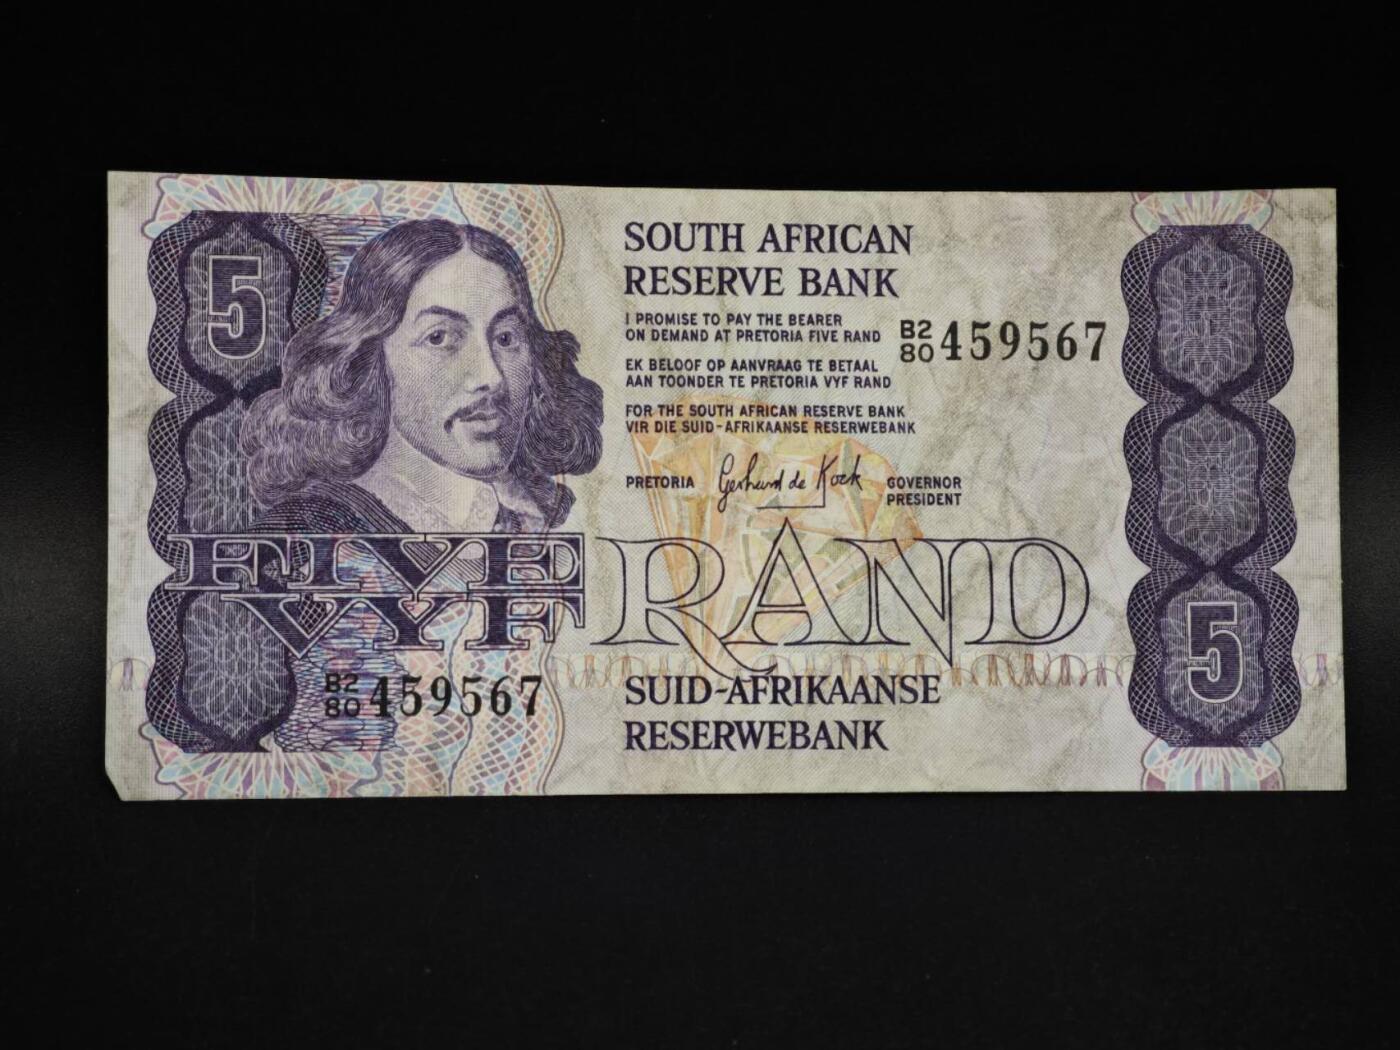 5
SOUTH AFRICAN
RESERVE BANK
I PROMISE TO PAY THE BEARER
ON DEMAND AT PRETORIA FIVE RAND
B2
80 459567
EK BELOOF OP AANVRAAG TE BETAAL
AAN TOONDER TE PRETORIA VYF RAND
FOR THE SOUTH AFRICAN RESERVE BANK
VIR DIE SUID-AFRIKAANSE RESERWEBANK
PRETORIA Gerhard de Kock GOVERNOR
PRESIDENT
FIVE RAND
VYF
5
B2
80 459567
SUID-AFRIKAANSE
RESERWEBANK